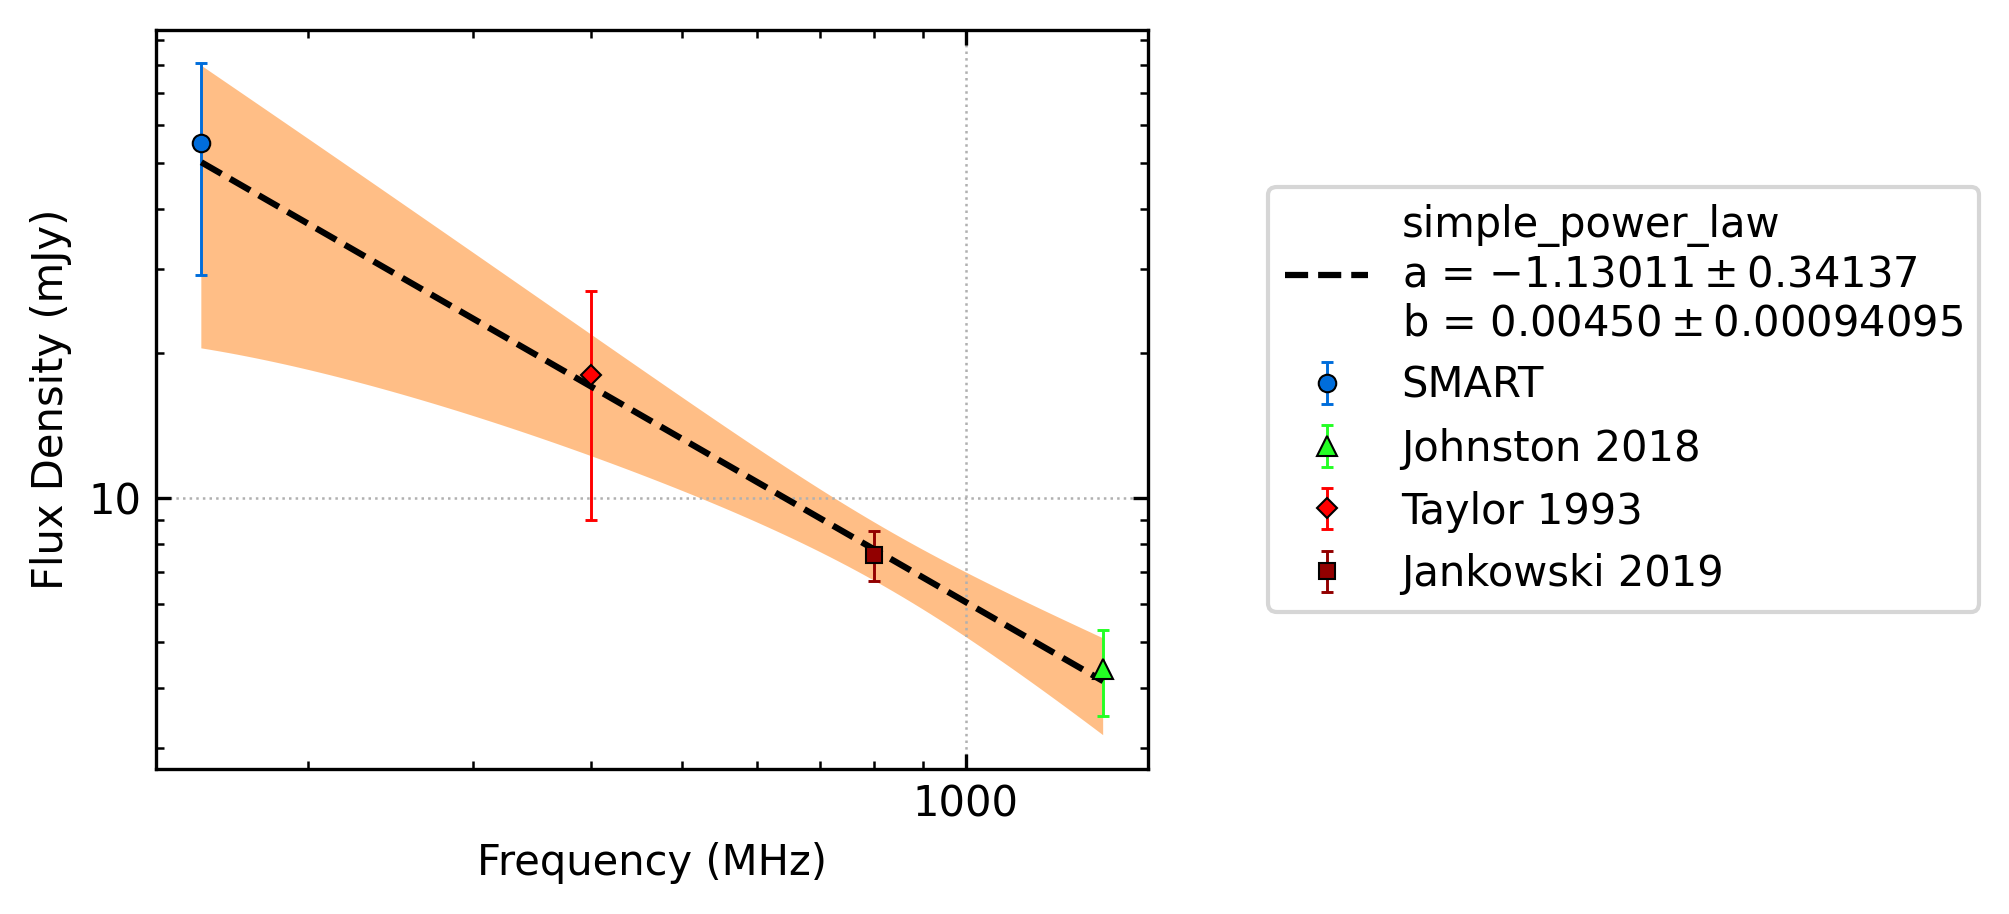 Flux Density (mJy)
10
1000
Frequency (MHz)
simple_power_law
a = −1.13011 ± 0.34137
b = 0.00450 ± 0.00094095
SMART
Johnston 2018
Taylor 1993
Jankowski 2019